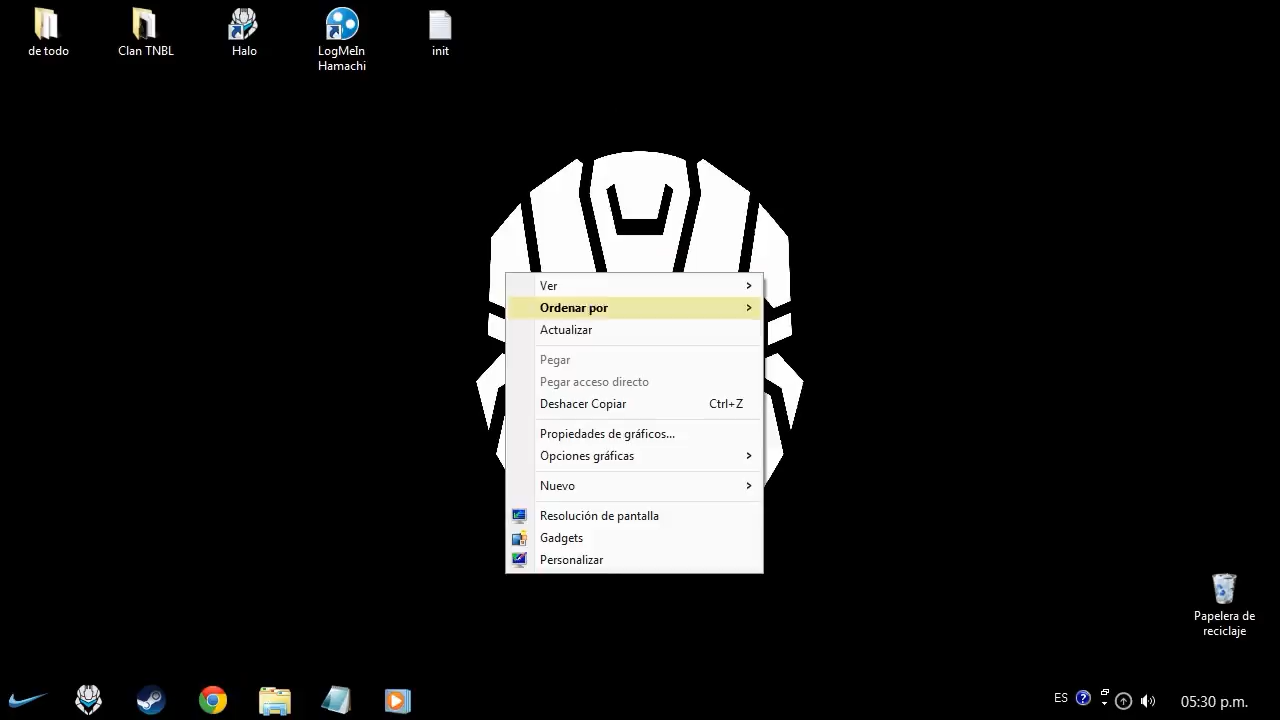 de todo
Clan TNBL
Halo
LogMeIn
Hamachi
init
Ver
Ordenar por
Actualizar
Pegar
Pegar acceso directo
Deshacer Copiar Ctrl+Z
Propiedades de gráficos...
Opciones gráficas
Nuevo
Resolución de pantalla
Gadgets
Personalizar
Papelera de
reciclaje
ES
05:30 p.m.